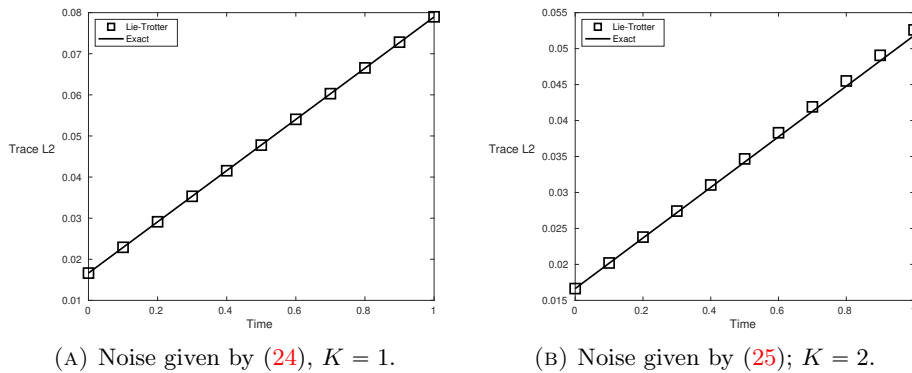 0.08
0.07
0.06
0.05
0.04
0.03
0.02
0.01
Trace L2
Lie-Trotter
Exact
0 0.2 0.4 0.6 0.8 1
Time
(A) Noise given by (24), K = 1.
0.055
0.05
0.045
0.04
0.035
0.03
0.025
0.02
0.015
Trace L2
Lie-Trotter
Exact
0 0.2 0.4 0.6 0.8 1
Time
(B) Noise given by (25); K = 2.